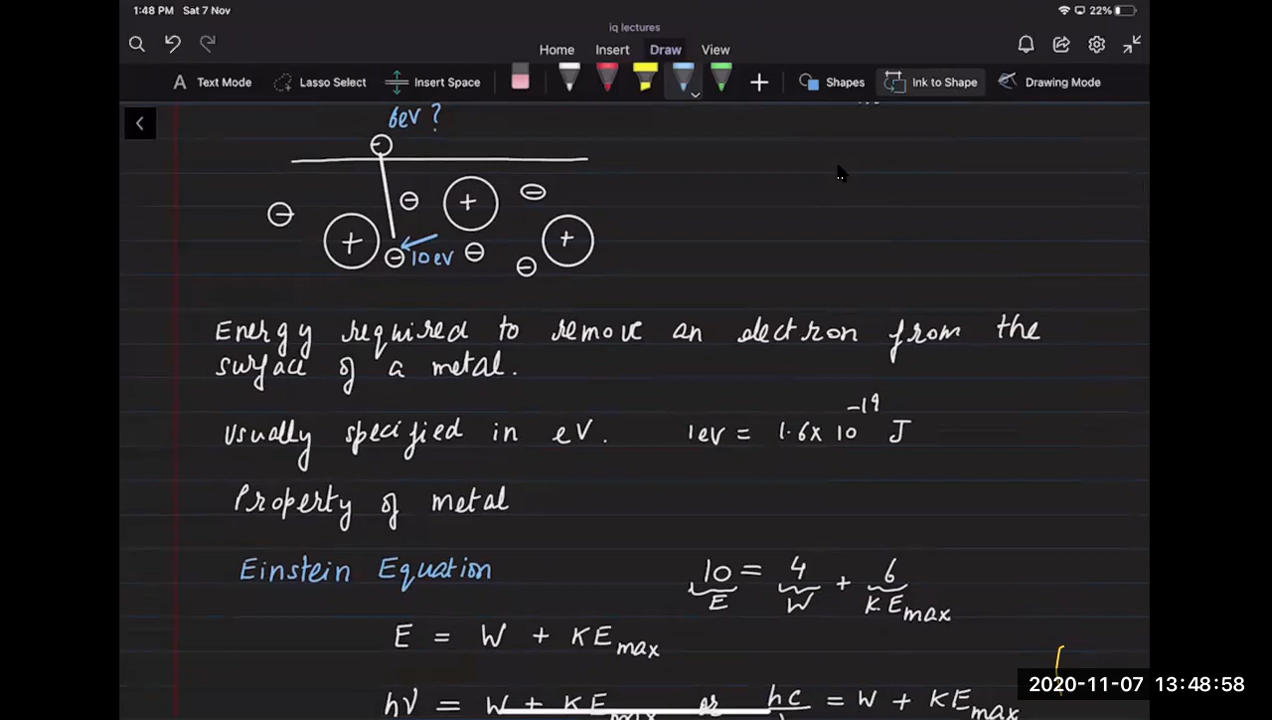 1:48 PM Sat 7 Nov 22%
iq lectures
Home Insert Draw View
A Text Mode Lasso Select Insert Space + Shapes Ink to Shape Drawing Mode
6ev ?
10ev
Energy required to remove an electron from the
surface of a metal.
Usually specified in eV. 1ev = 1.6x 10⁻¹⁹ J
Property of metal
Einstein Equation 10 = 4 + 6
E W KEmax
E = W + KEmax
hν = W + KEmax or hc = W + KEmax
2020-11-07 13:48:58